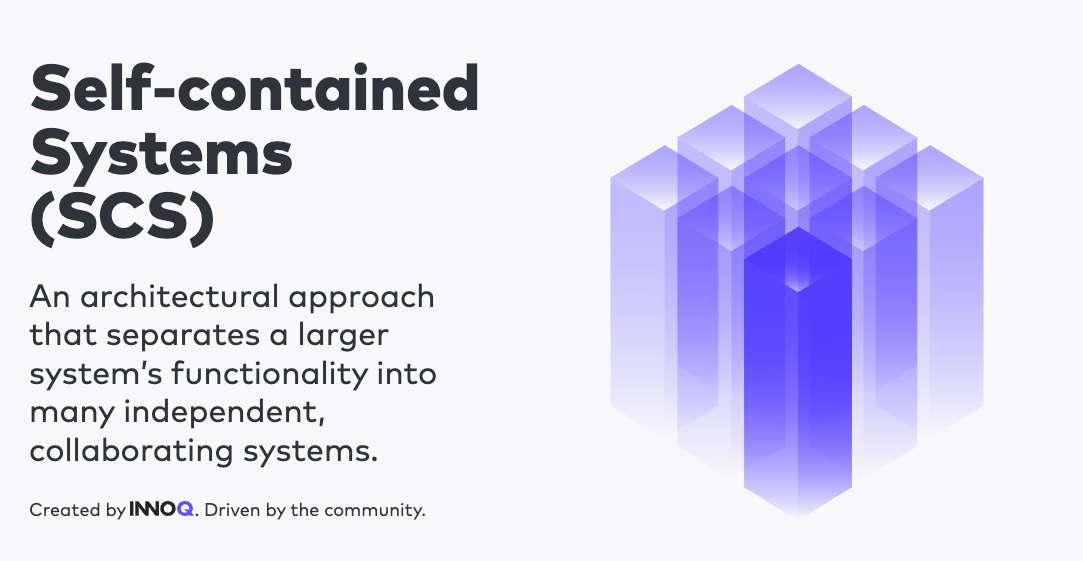 Self-contained
Systems
(SCS)
An architectural approach
that separates a larger
system’s functionality into
many independent,
collaborating systems.
Created by INNOQ. Driven by the community.